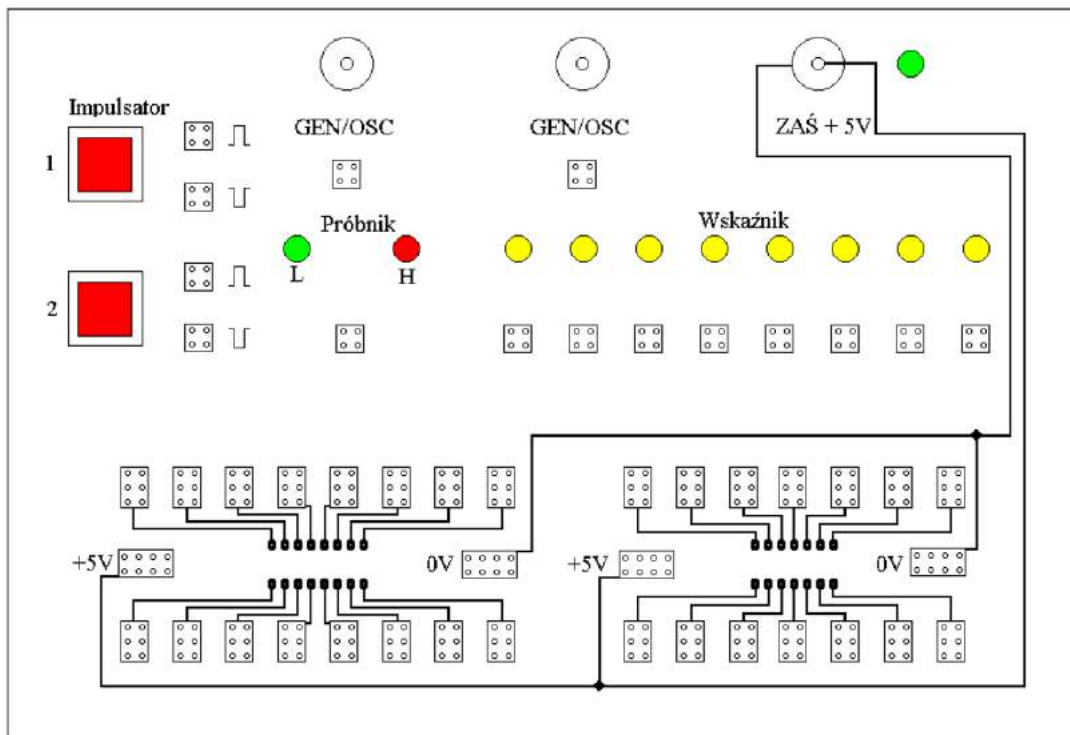 Impulsator
GEN/OSC
GEN/OSC
ZAŚ + 5V
1
Próbnik
Wskaźnik
L
H
2
+5V
0V
+5V
0V